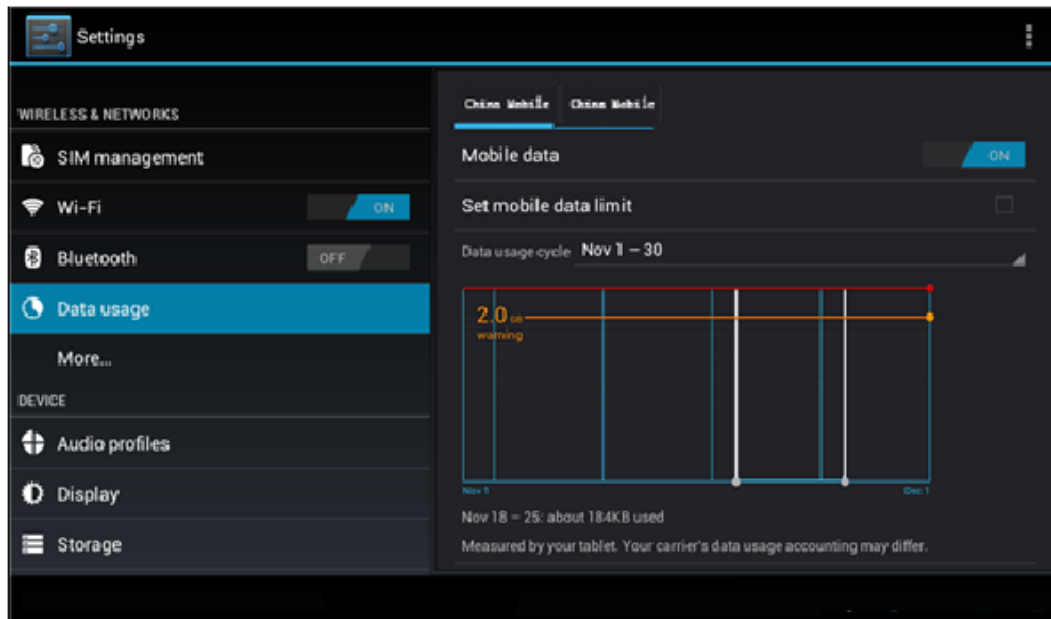 Settings
WIRELESS & NETWORKS
SIM management
Wi-Fi ON
Bluetooth OFF
Data usage
More...
DEVICE
Audio profiles
Display
Storage
China Mobile China Mobile
Mobile data ON
Set mobile data limit
Data usage cycle Nov 1 – 30
2.0 GB
warning
Nov 1 Dec 1
Nov 18 – 25: about 184KB used
Measured by your tablet. Your carrier's data usage accounting may differ.